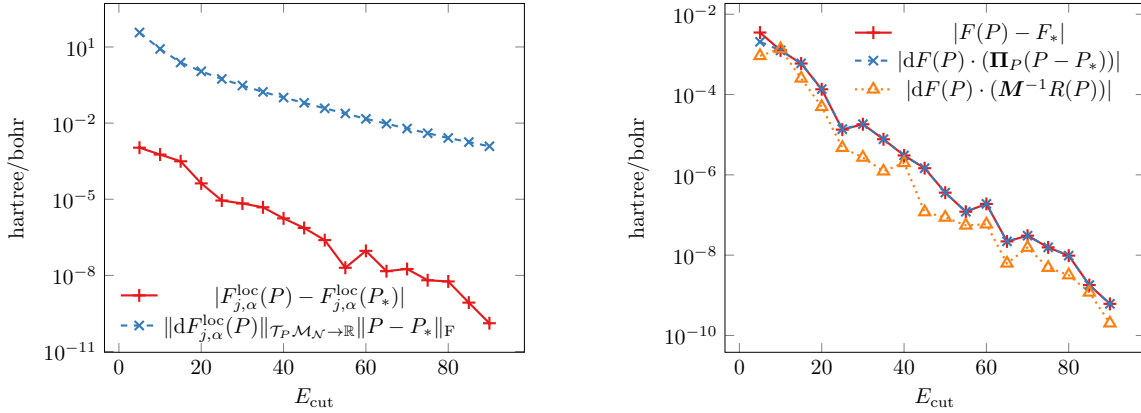 10^1
10^−2
10^−5
10^−8
10^−11
0 20 40 60 80
hartree/bohr
E_cut
|F^loc_{j,α}(P) − F^loc_{j,α}(P_*)|
‖dF^loc_{j,α}(P)‖_{𝒯_P ℳ_𝒩→ℝ}‖P − P_*‖_F
10^−2
10^−4
10^−6
10^−8
10^−10
0 20 40 60 80
hartree/bohr
E_cut
|F(P) − F_*|
|dF(P) · (𝚷_P(P − P_*))|
|dF(P) · (𝑴^−1R(P))|